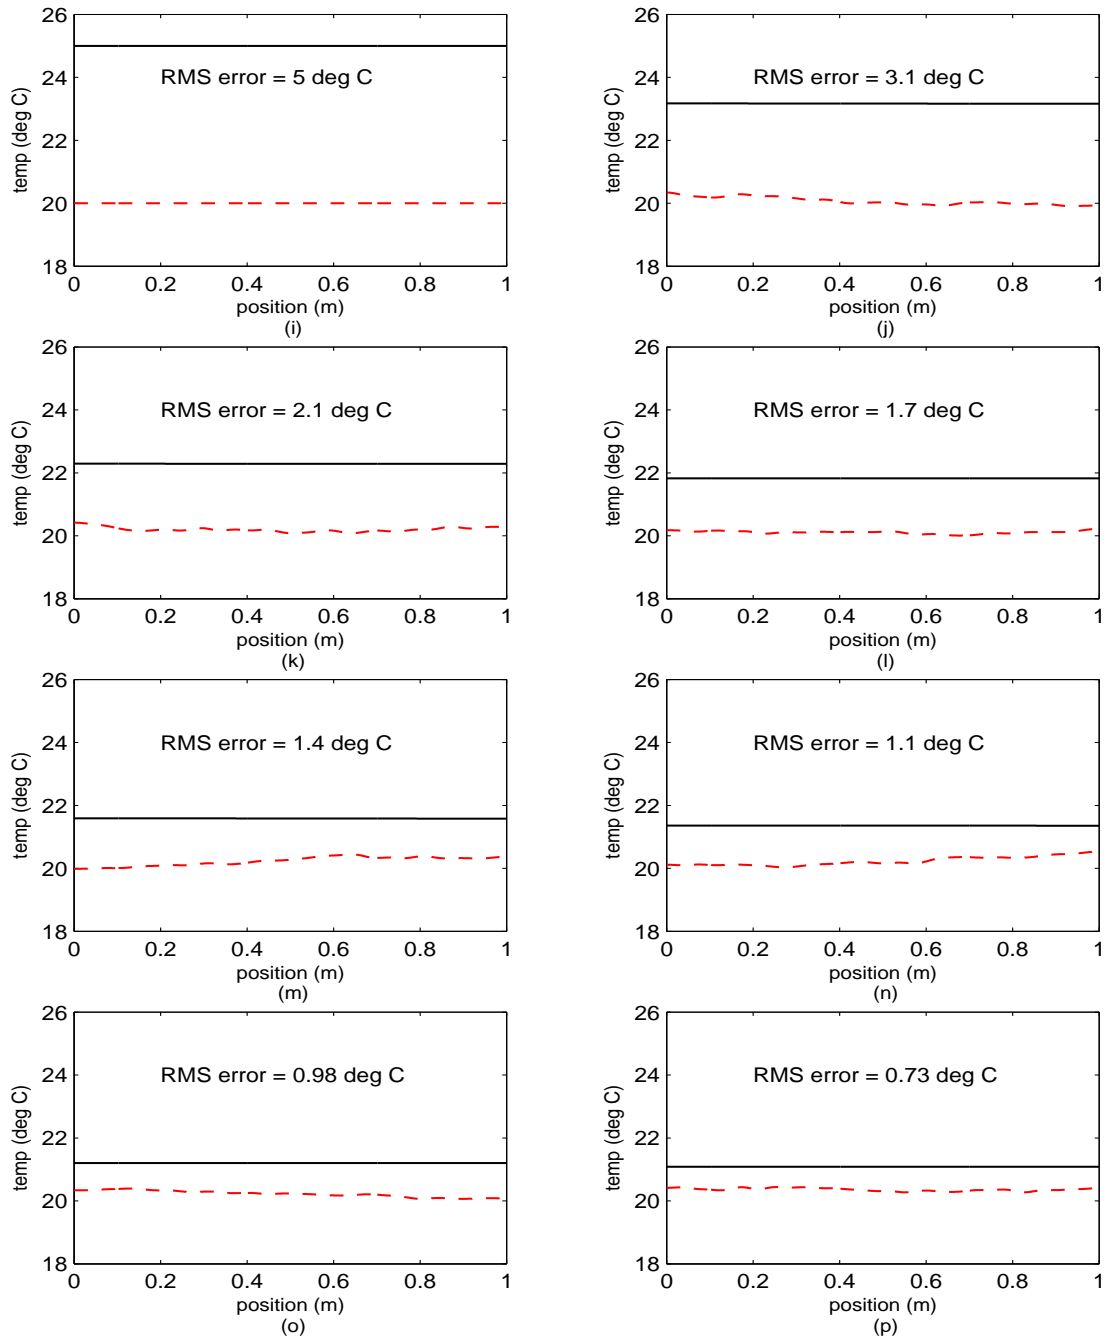 26
24
22
20
18
temp (deg C)
RMS error = 5 deg C
0 0.2 0.4 0.6 0.8 1
position (m)
(i)
26
24
22
20
18
temp (deg C)
RMS error = 3.1 deg C
0 0.2 0.4 0.6 0.8 1
position (m)
(j)
26
24
22
20
18
temp (deg C)
RMS error = 2.1 deg C
0 0.2 0.4 0.6 0.8 1
position (m)
(k)
26
24
22
20
18
temp (deg C)
RMS error = 1.7 deg C
0 0.2 0.4 0.6 0.8 1
position (m)
(l)
26
24
22
20
18
temp (deg C)
RMS error = 1.4 deg C
0 0.2 0.4 0.6 0.8 1
position (m)
(m)
26
24
22
20
18
temp (deg C)
RMS error = 1.1 deg C
0 0.2 0.4 0.6 0.8 1
position (m)
(n)
26
24
22
20
18
temp (deg C)
RMS error = 0.98 deg C
0 0.2 0.4 0.6 0.8 1
position (m)
(o)
26
24
22
20
18
temp (deg C)
RMS error = 0.73 deg C
0 0.2 0.4 0.6 0.8 1
position (m)
(p)